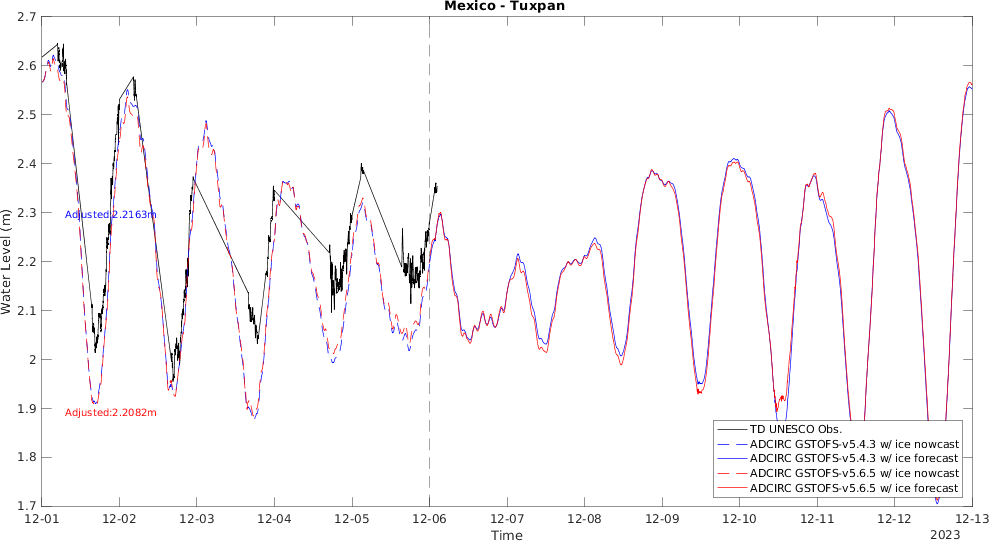 Mexico - Tuxpan
2.7
2.6
2.5
2.4
2.3
2.2
2.1
2
1.9
1.8
1.7
Water Level (m)
Adjusted:2.2163m
Adjusted:2.2082m
TD UNESCO Obs.
ADCIRC GSTOFS-v5.4.3 w/ ice nowcast
ADCIRC GSTOFS-v5.4.3 w/ ice forecast
ADCIRC GSTOFS-v5.6.5 w/ ice nowcast
ADCIRC GSTOFS-v5.6.5 w/ ice forecast
12-01 12-02 12-03 12-04 12-05 12-06 12-07 12-08 12-09 12-10 12-11 12-12 12-13
Time
2023